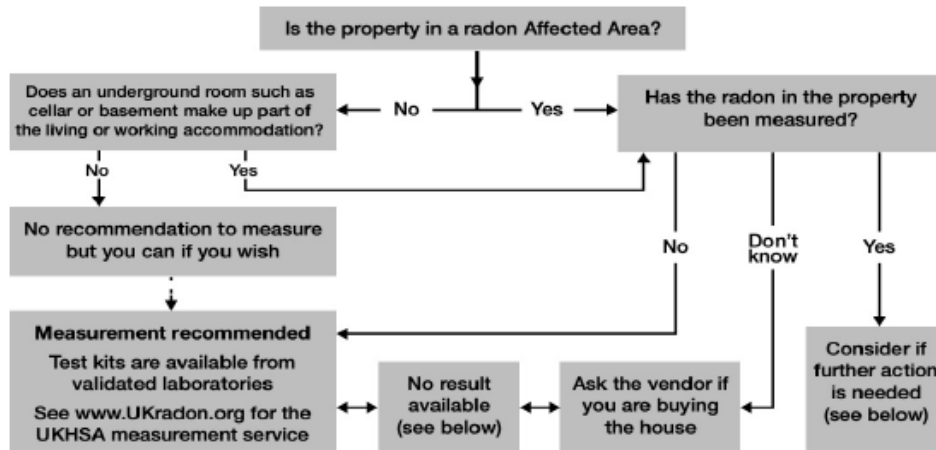 Is the property in a radon Affected Area?
Does an underground room such as
cellar or basement make up part of
the living or working accommodation?
No
Yes
Has the radon in the property
been measured?
No
Yes
No recommendation to measure
but you can if you wish
No
Don't
know
Yes
Measurement recommended
Test kits are available from
validated laboratories
See www.UKradon.org for the
UKHSA measurement service
No result
available
(see below)
Ask the vendor if
you are buying
the house
Consider if
further action
is needed
(see below)